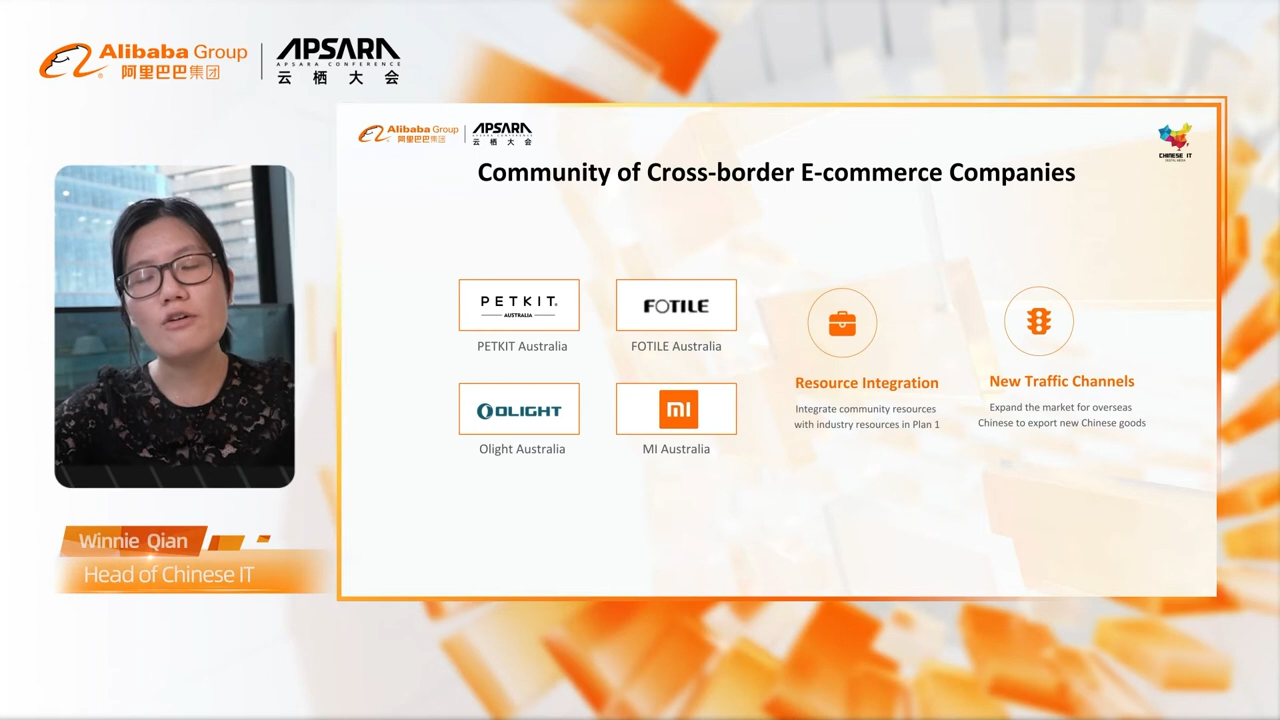 Alibaba Group
阿里巴巴集团
APSARA
APSARA CONFERENCE
云栖大会
Alibaba Group
阿里巴巴集团
APSARA
APSARA CONFERENCE
云栖大会
CHINESE IT
DIGITAL MEDIA
Community of Cross-border E-commerce Companies
PETKIT
AUSTRALIA
PETKIT Australia
FOTILE
FOTILE Australia
OLIGHT
Olight Australia
MI
MI Australia
Resource Integration
Integrate community resources
with industry resources in Plan 1
New Traffic Channels
Expand the market for overseas
Chinese to export new Chinese goods
Winnie Qian
Head of Chinese IT